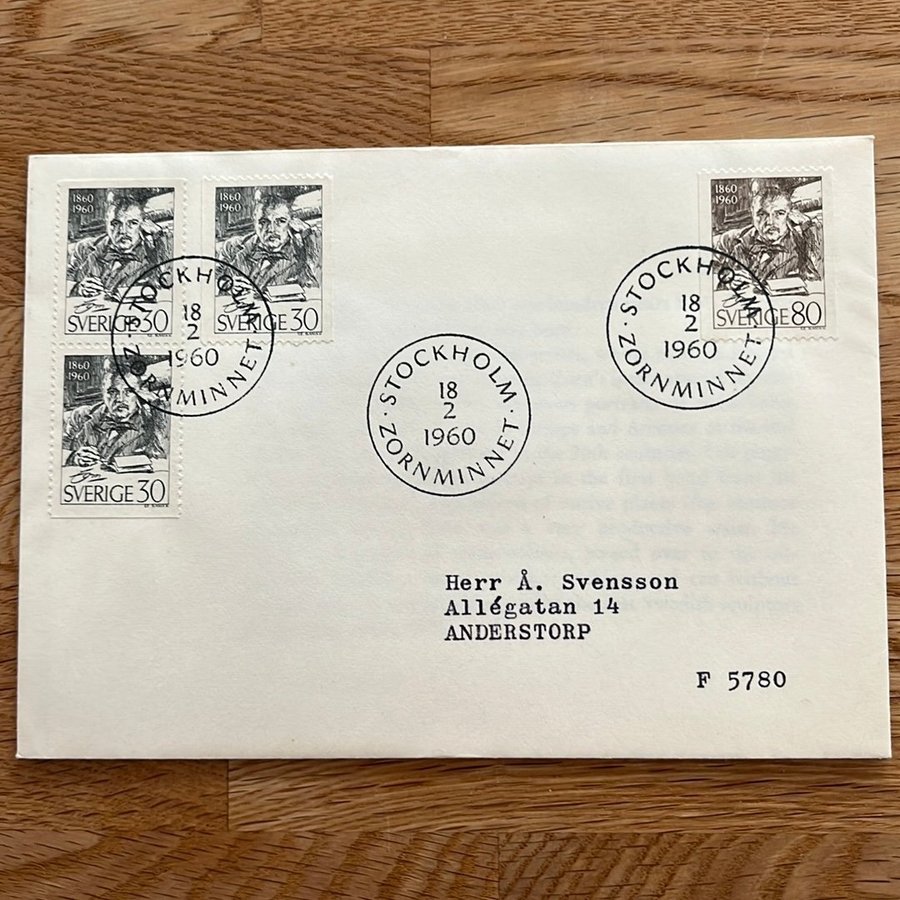 1860
1960
SVERIGE 30
1860
1960
SVERIGE 30
1860
1960
SVERIGE 30
1860
1960
SVERIGE 80
STOCKHOLM
18
2
1960
ZORNMINNET
STOCKHOLM
18
2
1960
ZORNMINNET
STOCKHOLM
18
2
1960
ZORNMINNET
Herr Å. Svensson
Allégatan 14
ANDERSTORP
F 5780